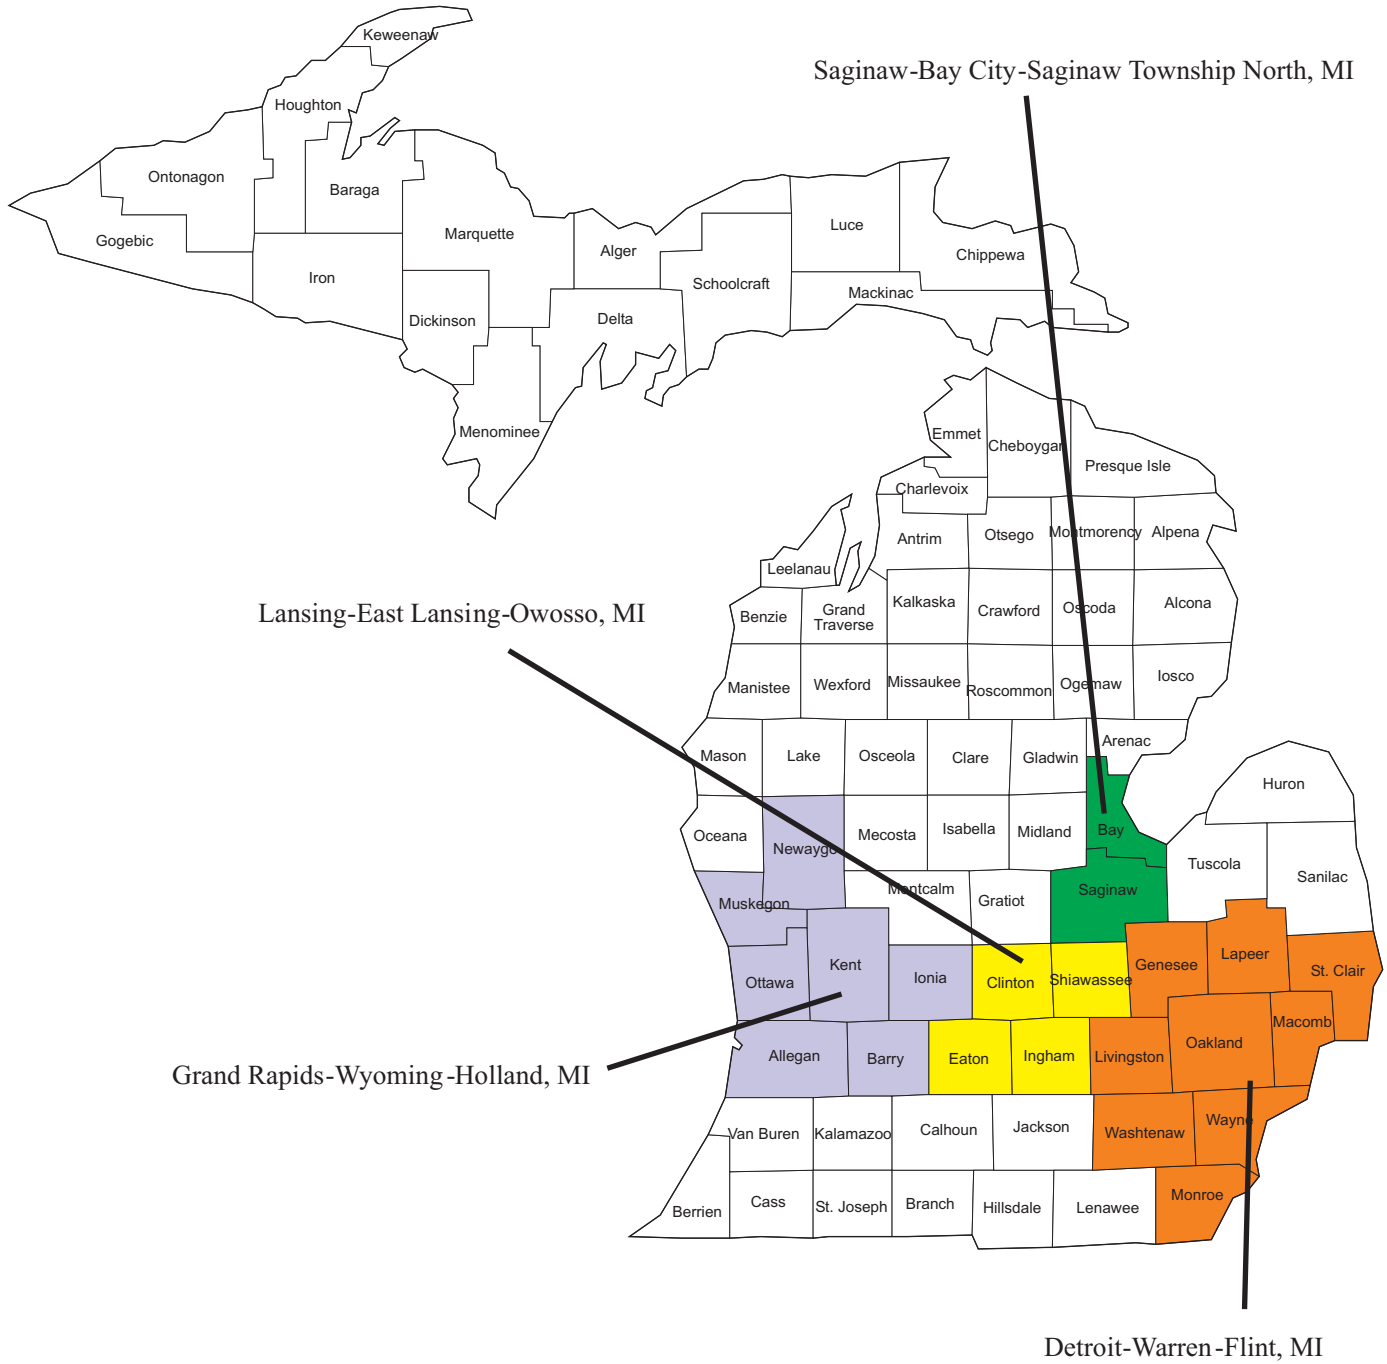 Keweenaw
Saginaw-Bay City-Saginaw Township North, MI
Houghton
Ontonagon
Baraga
Luce
Marquette
Gogebic
Alger
Chippewa
Iron
Schoolcraft
Mackinac
Dickinson
Delta
Menominee
Emmet
Cheboygan
Presque Isle
Charlevoix
Antrim
Otsego
Montmorency
Alpena
Leelanau
Lansing-East Lansing-Owosso, MI
Benzie
Grand
Traverse
Kalkaska
Crawford
Oscoda
Alcona
Manistee
Wexford
Missaukee
Roscommon
Ogemaw
Iosco
Mason
Lake
Osceola
Clare
Gladwin
Arenac
Huron
Oceana
Newaygo
Mecosta
Isabella
Midland
Bay
Tuscola
Sanilac
Muskegon
Montcalm
Gratiot
Saginaw
Ottawa
Kent
Ionia
Clinton
Shiawassee
Genesee
Lapeer
St. Clair
Grand Rapids-Wyoming-Holland, MI
Allegan
Barry
Eaton
Ingham
Livingston
Oakland
Macomb
Van Buren
Kalamazoo
Calhoun
Jackson
Washtenaw
Wayne
Berrien
Cass
St. Joseph
Branch
Hillsdale
Lenawee
Monroe
Detroit-Warren-Flint, MI